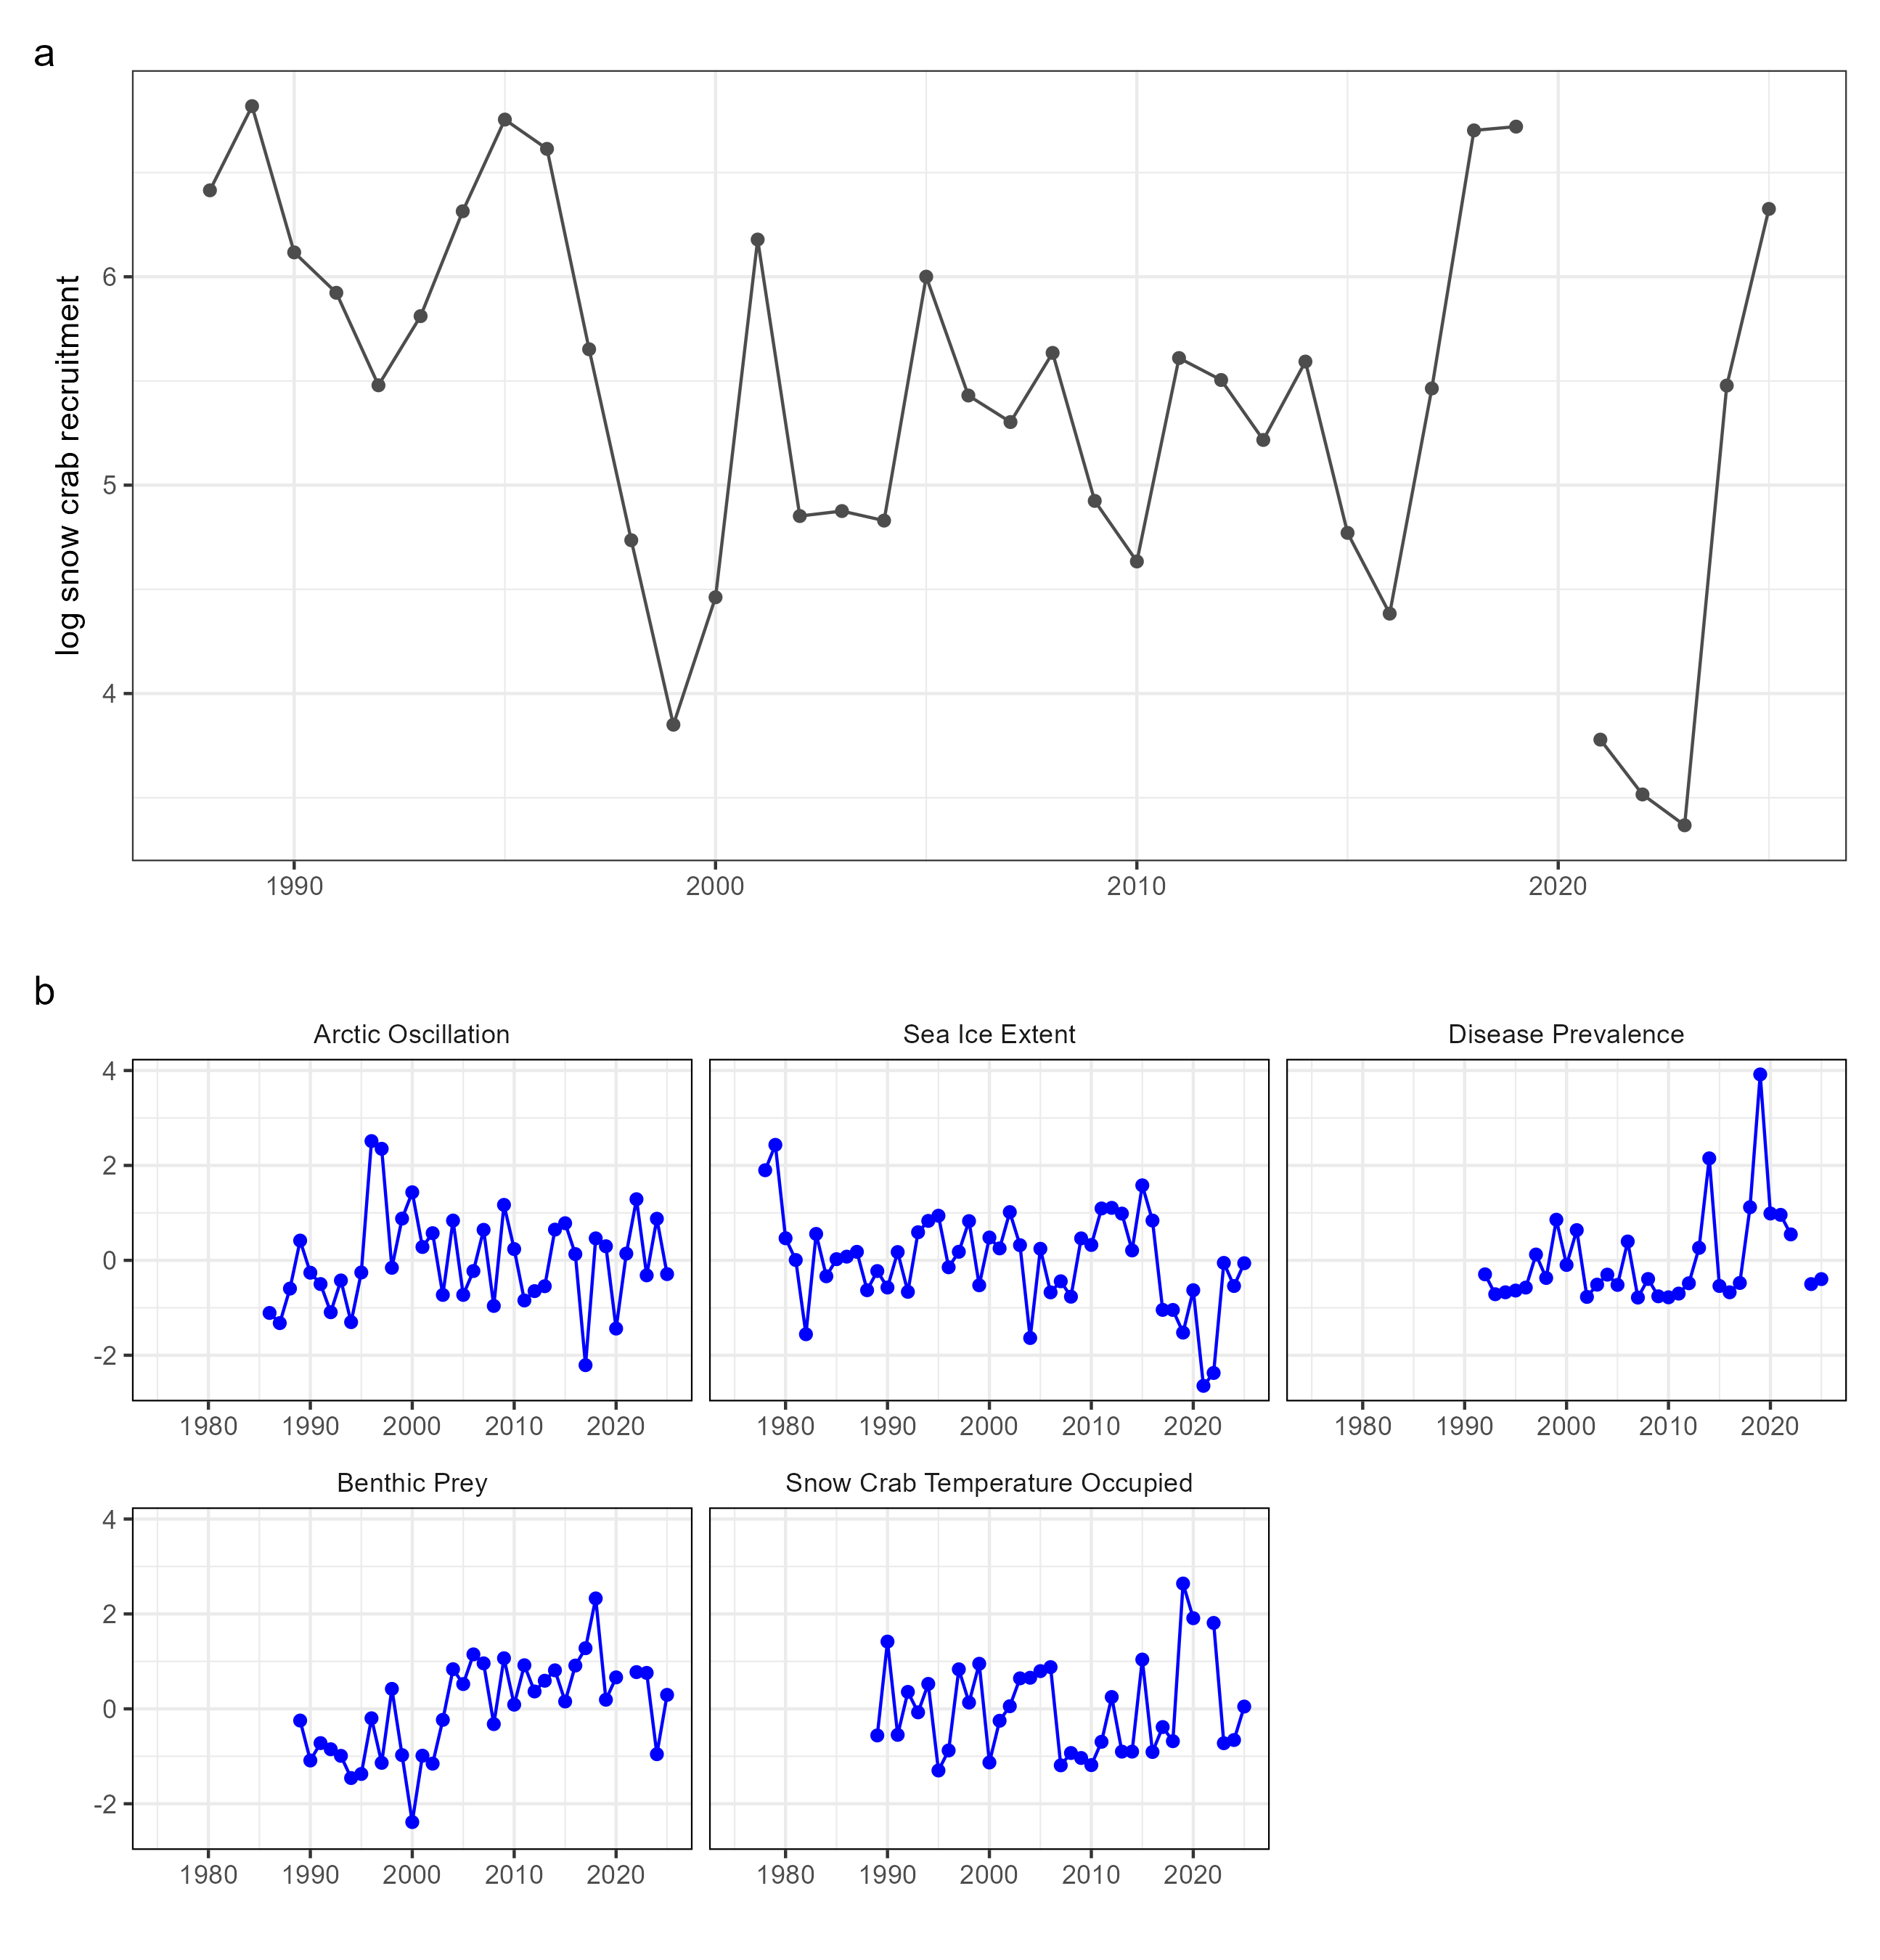 a
log snow crab recruitment
6
5
4
1990 2000 2010 2020
b
Arctic Oscillation Sea Ice Extent Disease Prevalence
4
2
0
-2
1980 1990 2000 2010 2020 1980 1990 2000 2010 2020 1980 1990 2000 2010 2020
Benthic Prey Snow Crab Temperature Occupied
4
2
0
-2
1980 1990 2000 2010 2020 1980 1990 2000 2010 2020